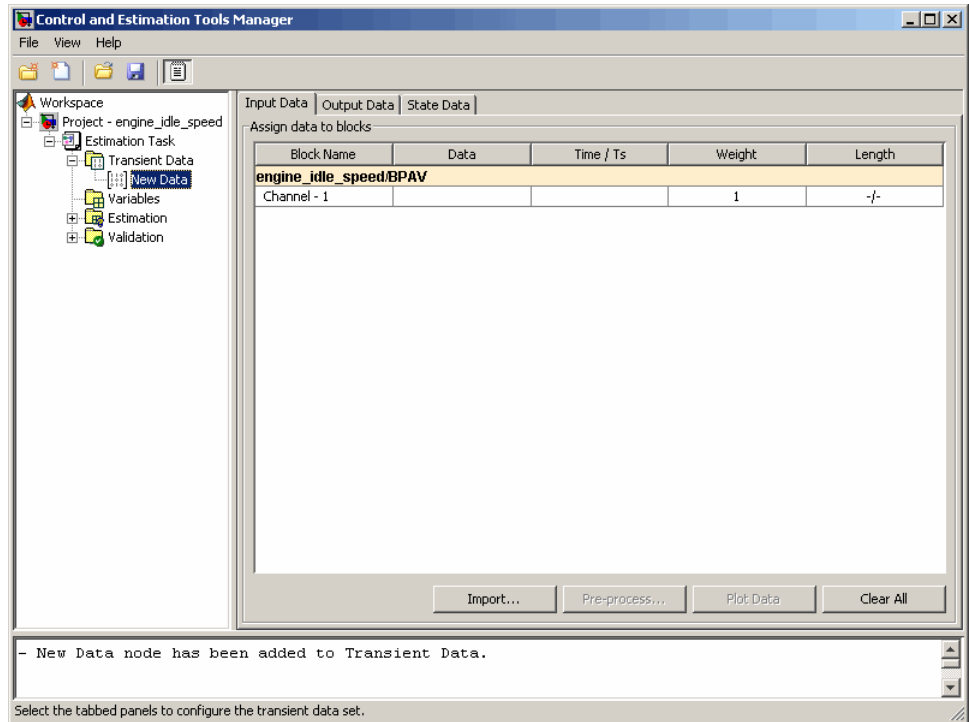 Control and Estimation Tools Manager
File View Help
Workspace
Project - engine_idle_speed
Estimation Task
Transient Data
New Data
Variables
Estimation
Validation
Input Data Output Data State Data
Assign data to blocks
Block Name Data Time / Ts Weight Length
engine_idle_speed/BPAV
Channel - 1 1 -/-
Import... Pre-process... Plot Data Clear All
- New Data node has been added to Transient Data.
Select the tabbed panels to configure the transient data set.